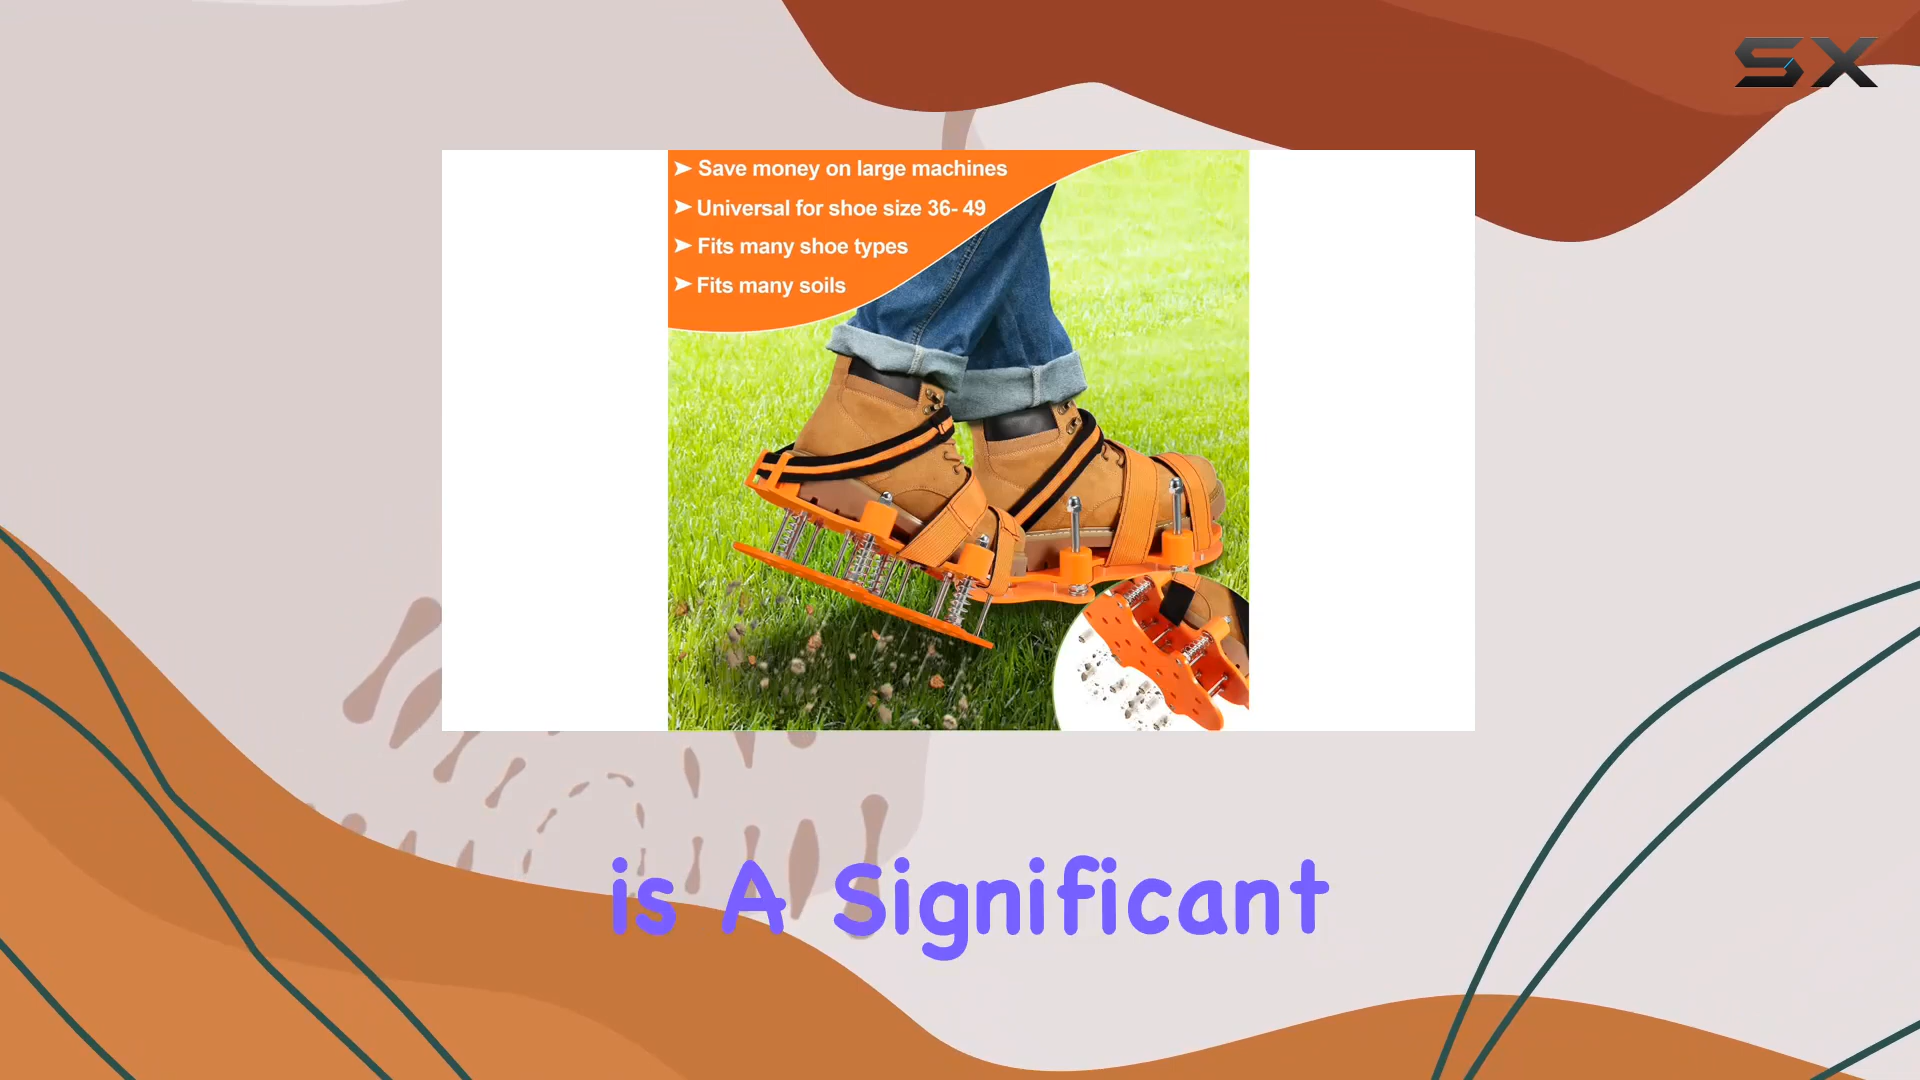 SX
➤ Save money on large machines
➤ Universal for shoe size 36- 49
➤ Fits many shoe types
➤ Fits many soils
is A Significant